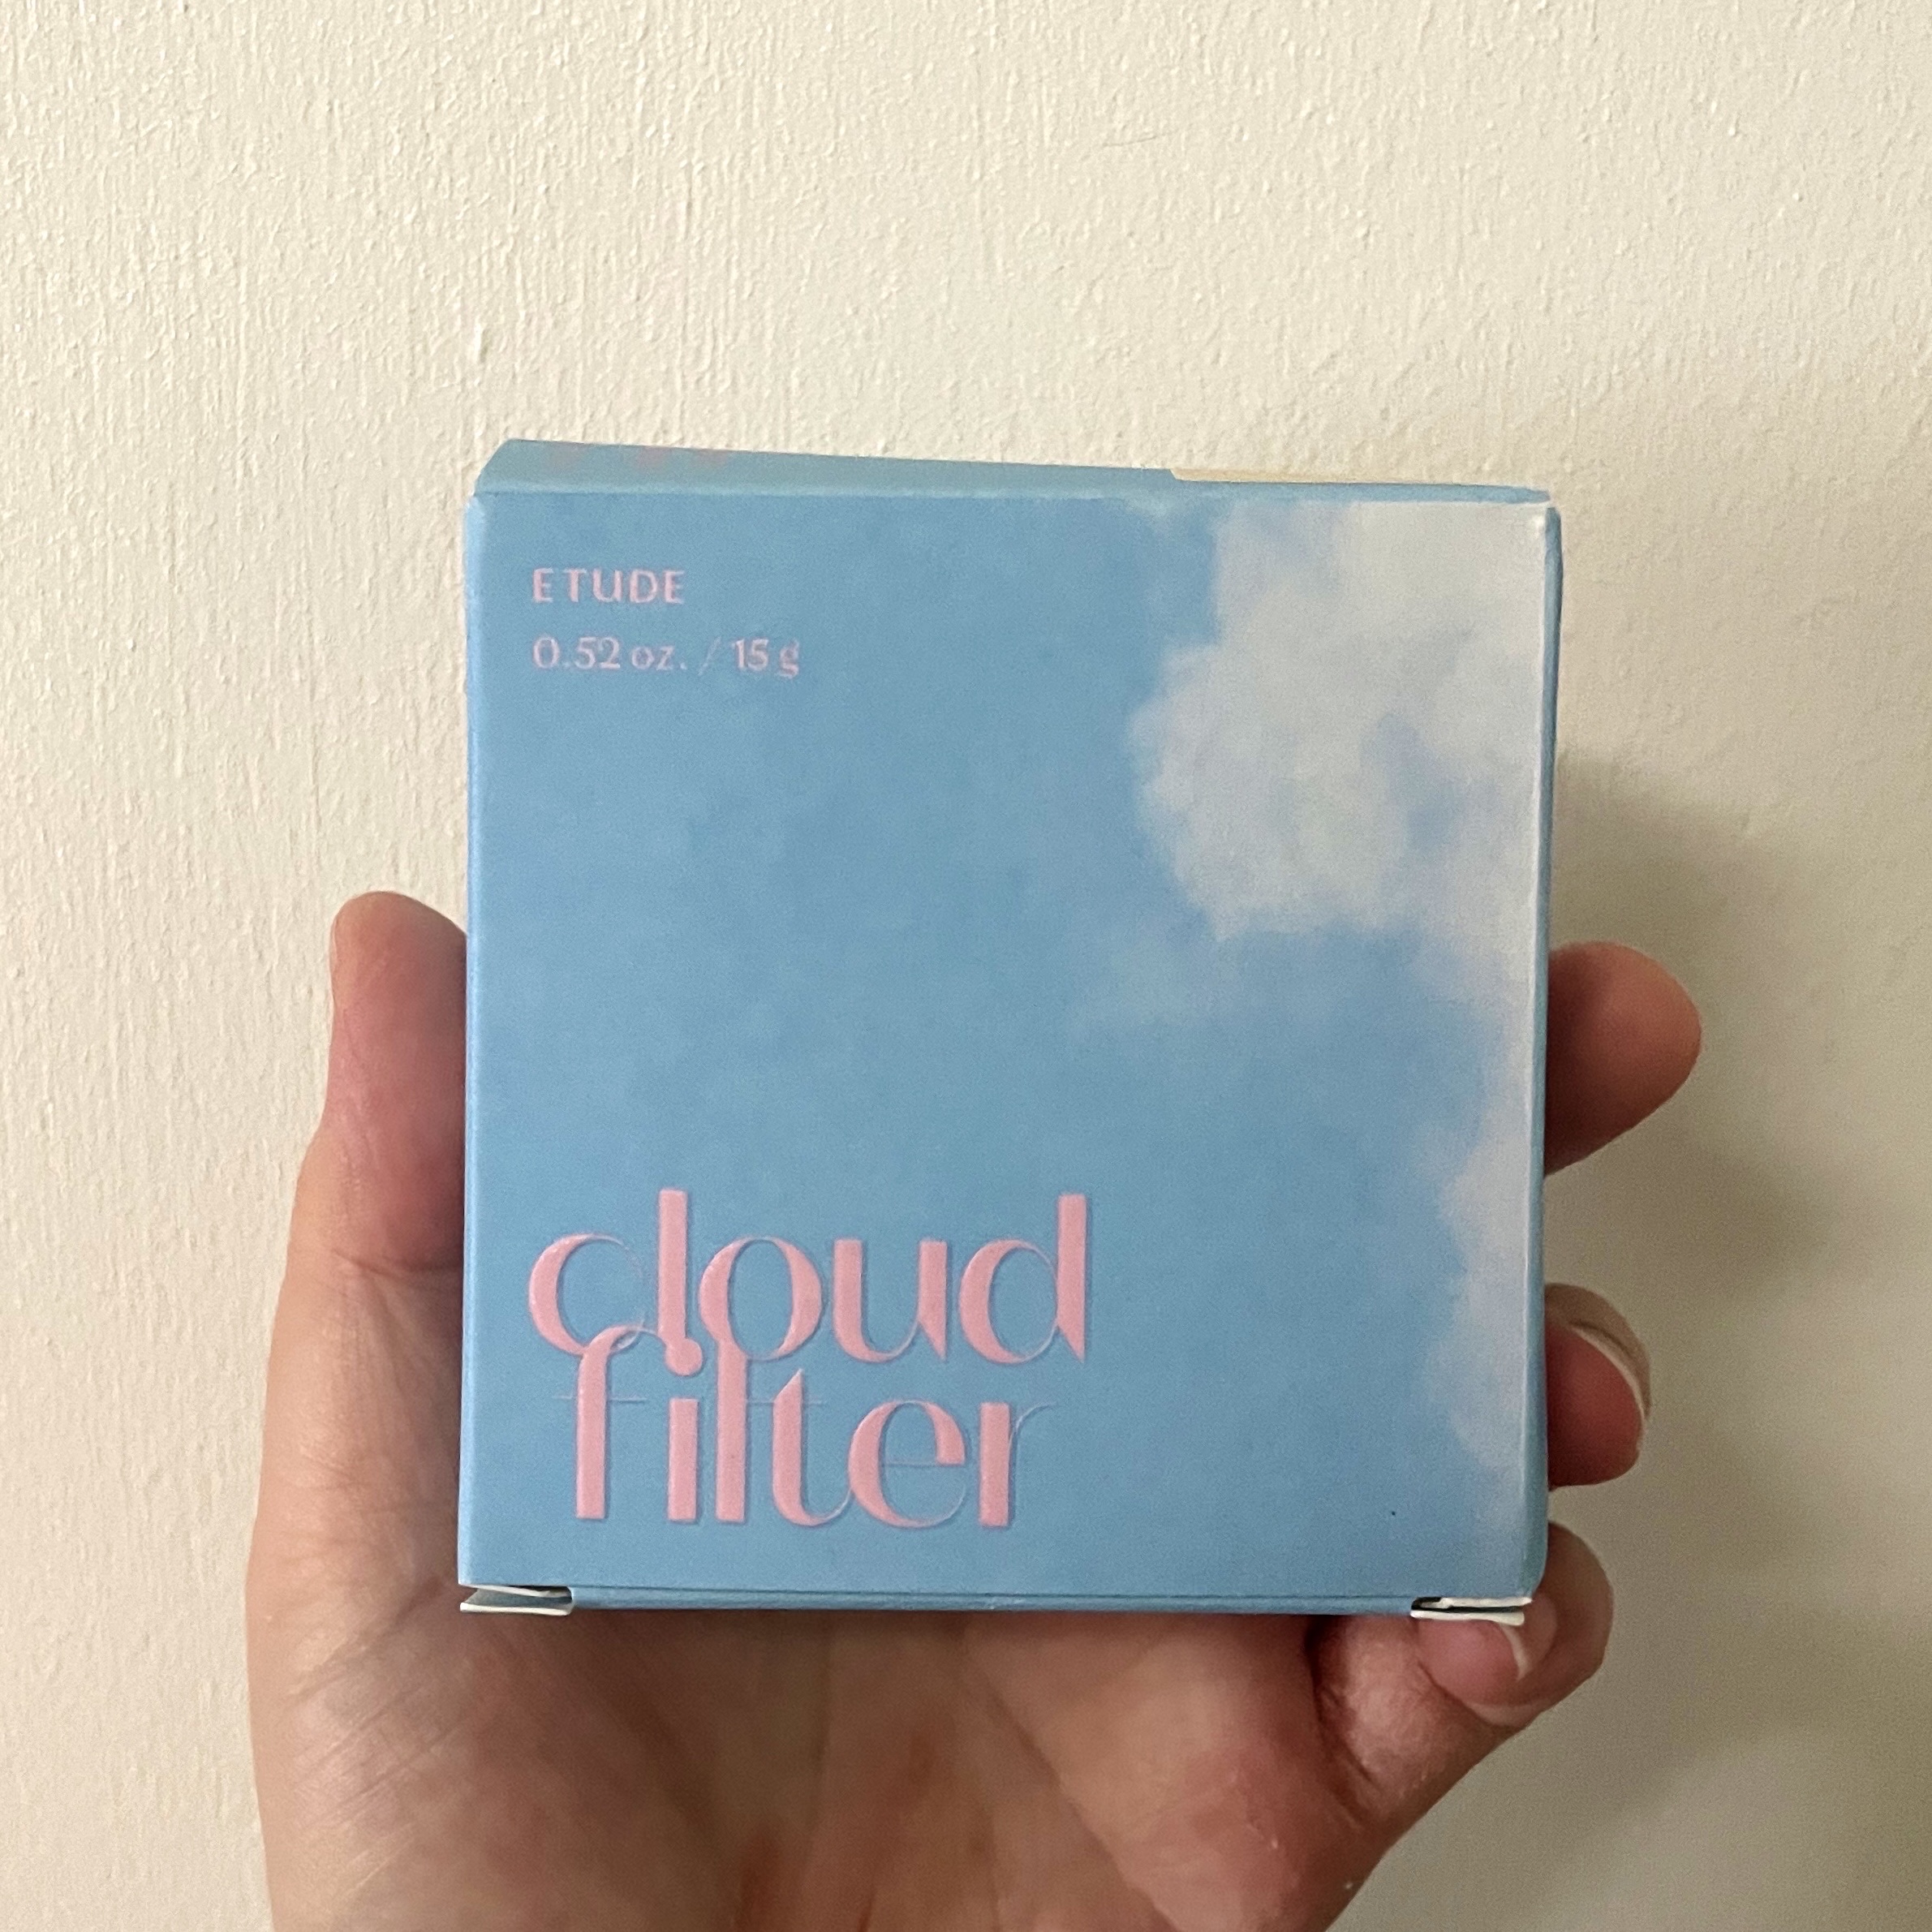 ETUDE
0.52 oz. / 15 g
cloud
filter